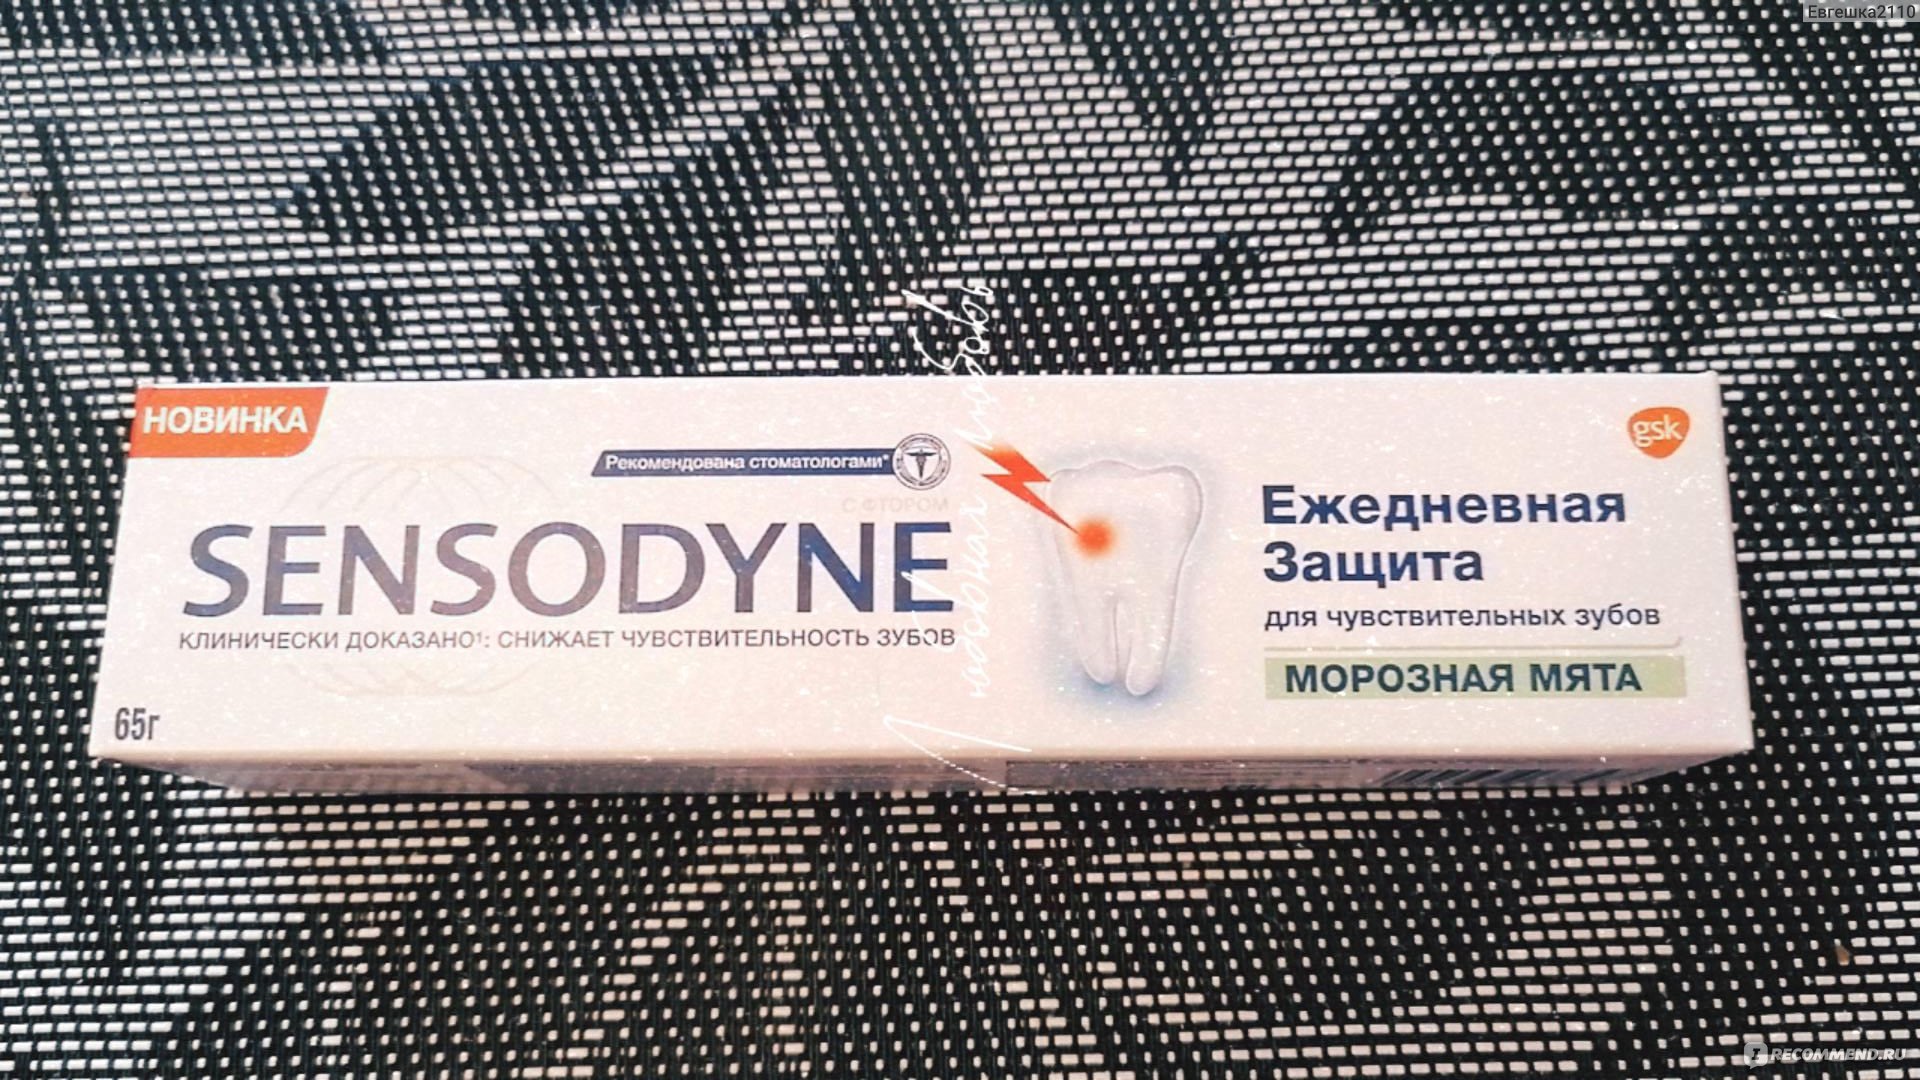 Евгешка2110
НОВИНКА
gsk
Рекомендована стоматологами*
С ФТОРОМ
SENSODYNE
КЛИНИЧЕСКИ ДОКАЗАНО¹: СНИЖАЕТ ЧУВСТВИТЕЛЬНОСТЬ ЗУБОВ
65г
Ежедневная
Защита
для чувствительных зубов
МОРОЗНАЯ МЯТА
RECOMMEND.RU